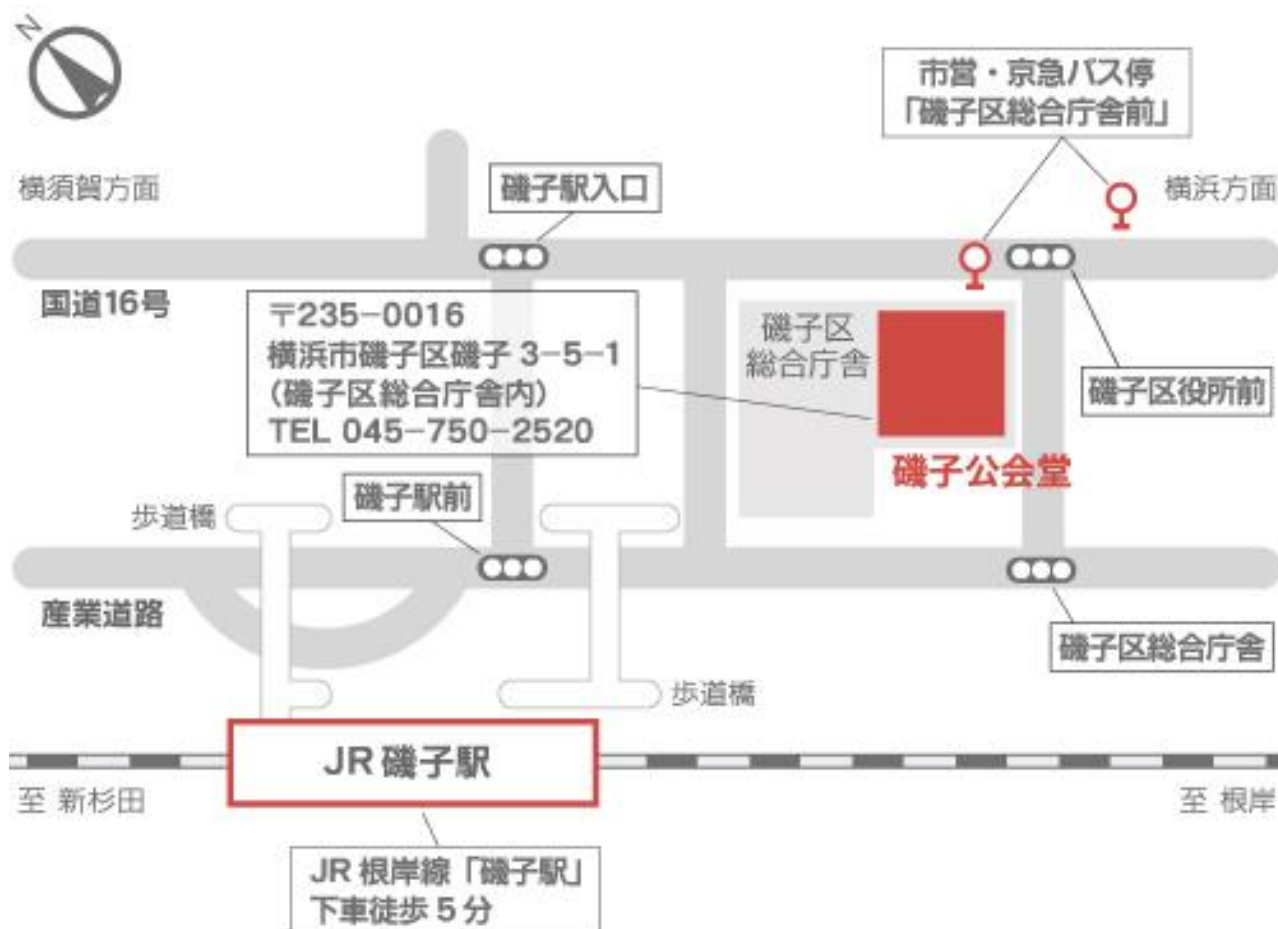 N
市営・京急バス停
「磯子区総合庁舎前」
横須賀方面
磯子駅入口
横浜方面
国道16号
〒235-0016
横浜市磯子区磯子 3-5-1
(磯子区総合庁舎内)
TEL 045-750-2520
磯子区
総合庁舎
磯子区役所前
磯子公会堂
歩道橋
磯子駅前
産業道路
磯子区総合庁舎
歩道橋
JR 磯子駅
至 新杉田
至 根岸
JR 根岸線「磯子駅」
下車徒歩 5 分